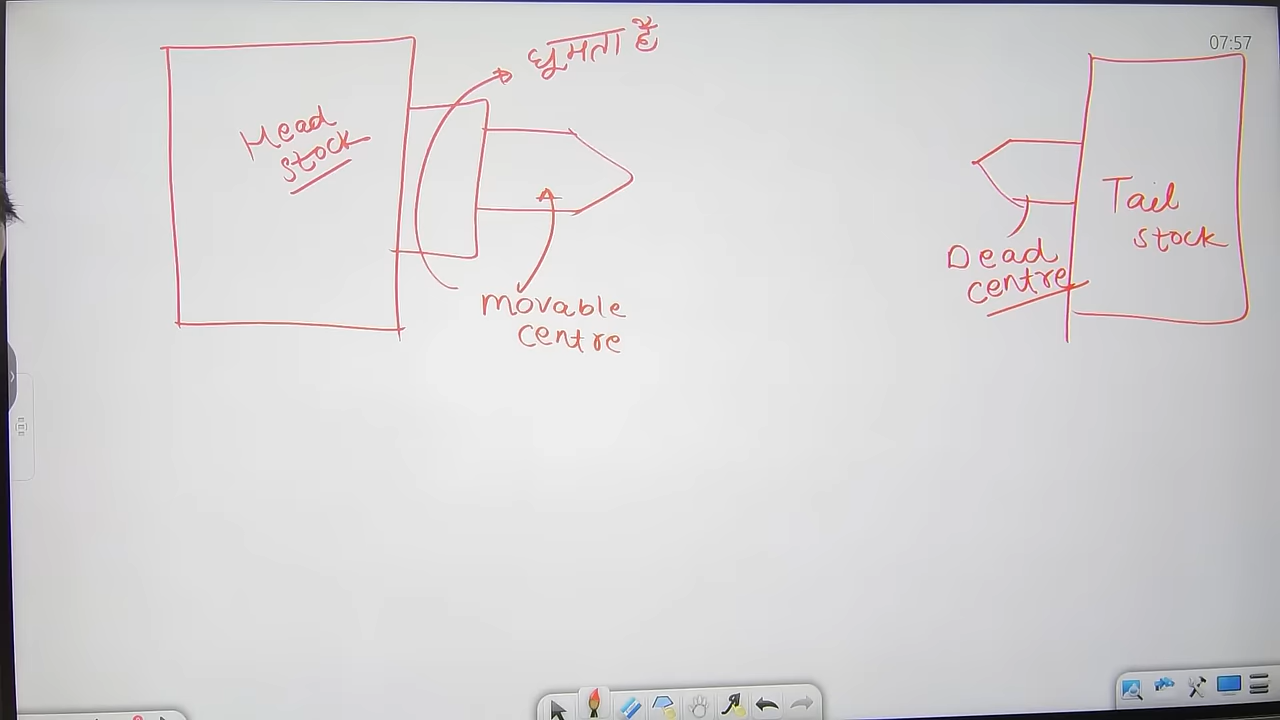 घूमता है
07:57
Head
stock
Tail
stock
Dead
centre
Movable
centre